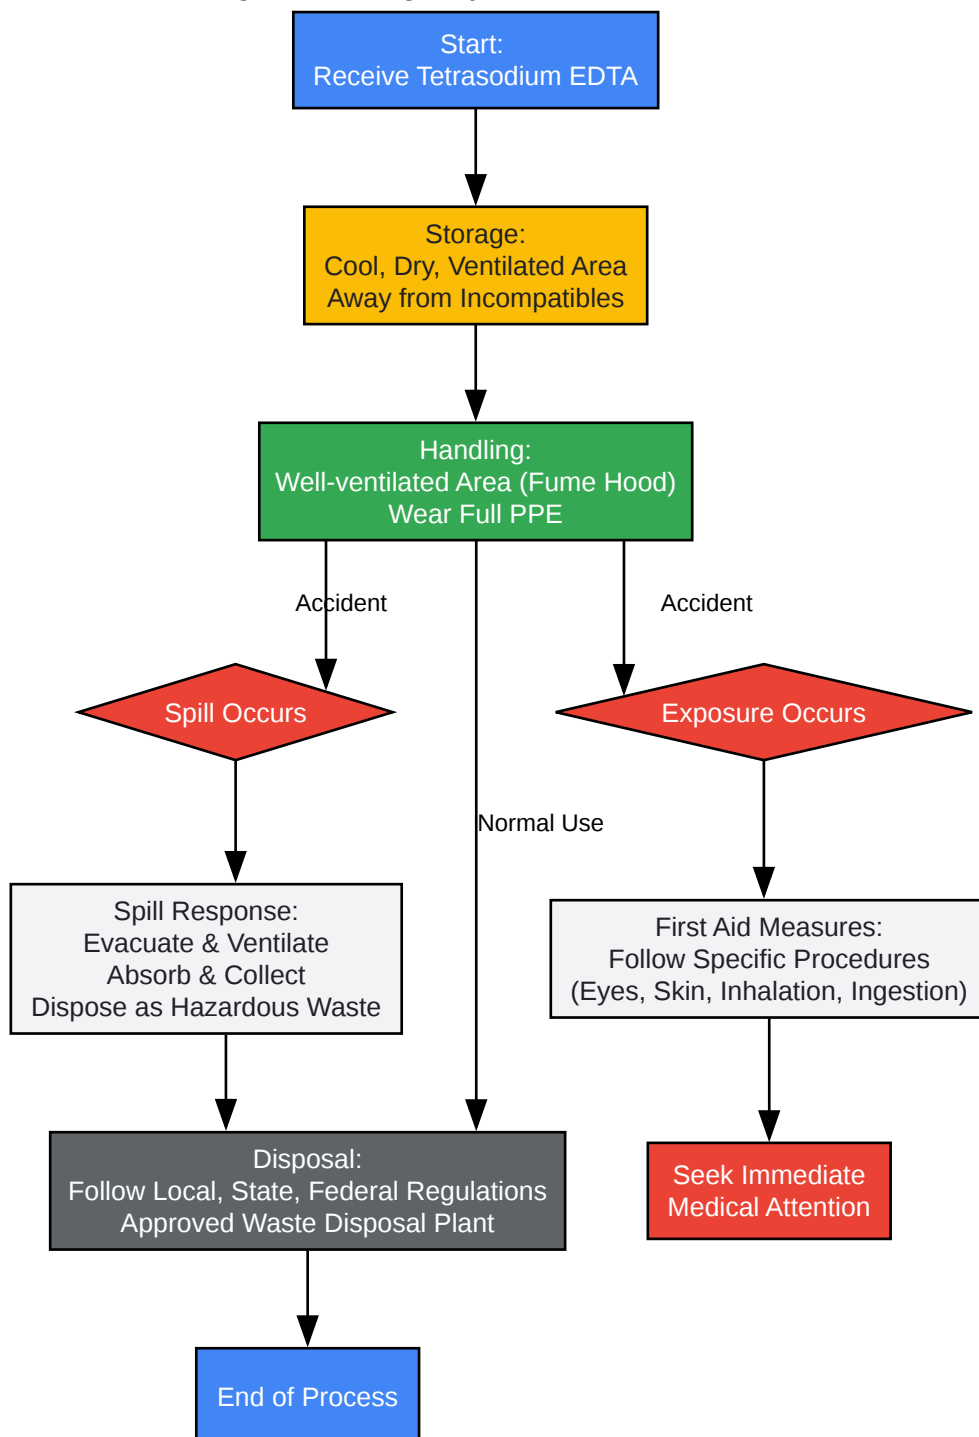 Start:
Receive Tetrasodium EDTA
Storage:
Cool, Dry, Ventilated Area
Away from Incompatibles
Handling:
Well-ventilated Area (Fume Hood)
Wear Full PPE
Accident
Accident
Spill Occurs
Exposure Occurs
Normal Use
Spill Response:
Evacuate & Ventilate
Absorb & Collect
Dispose as Hazardous Waste
First Aid Measures:
Follow Specific Procedures
(Eyes, Skin, Inhalation, Ingestion)
Disposal:
Follow Local, State, Federal Regulations
Approved Waste Disposal Plant
Seek Immediate
Medical Attention
End of Process